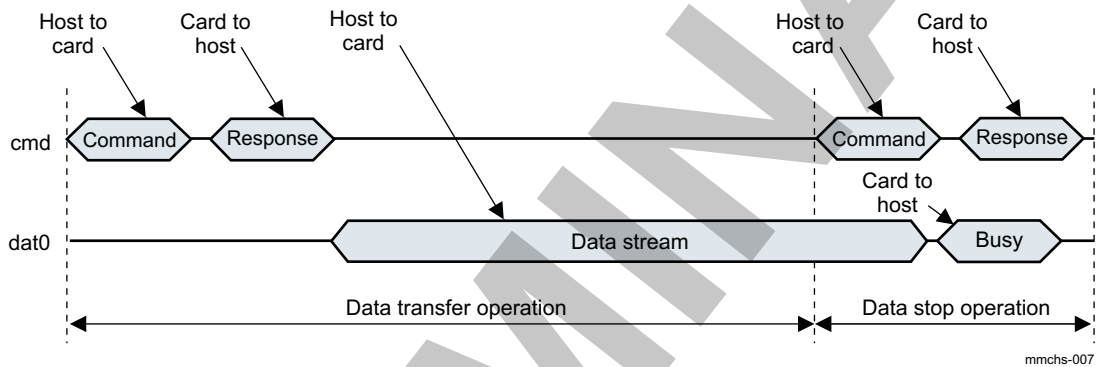 Host to
card
Card to
host
Host to
card
Host to
card
Card to
host
cmd
Command
Response
Command
Response
Card to
host
dat0
Data stream
Busy
Data transfer operation
Data stop operation
mmchs-007